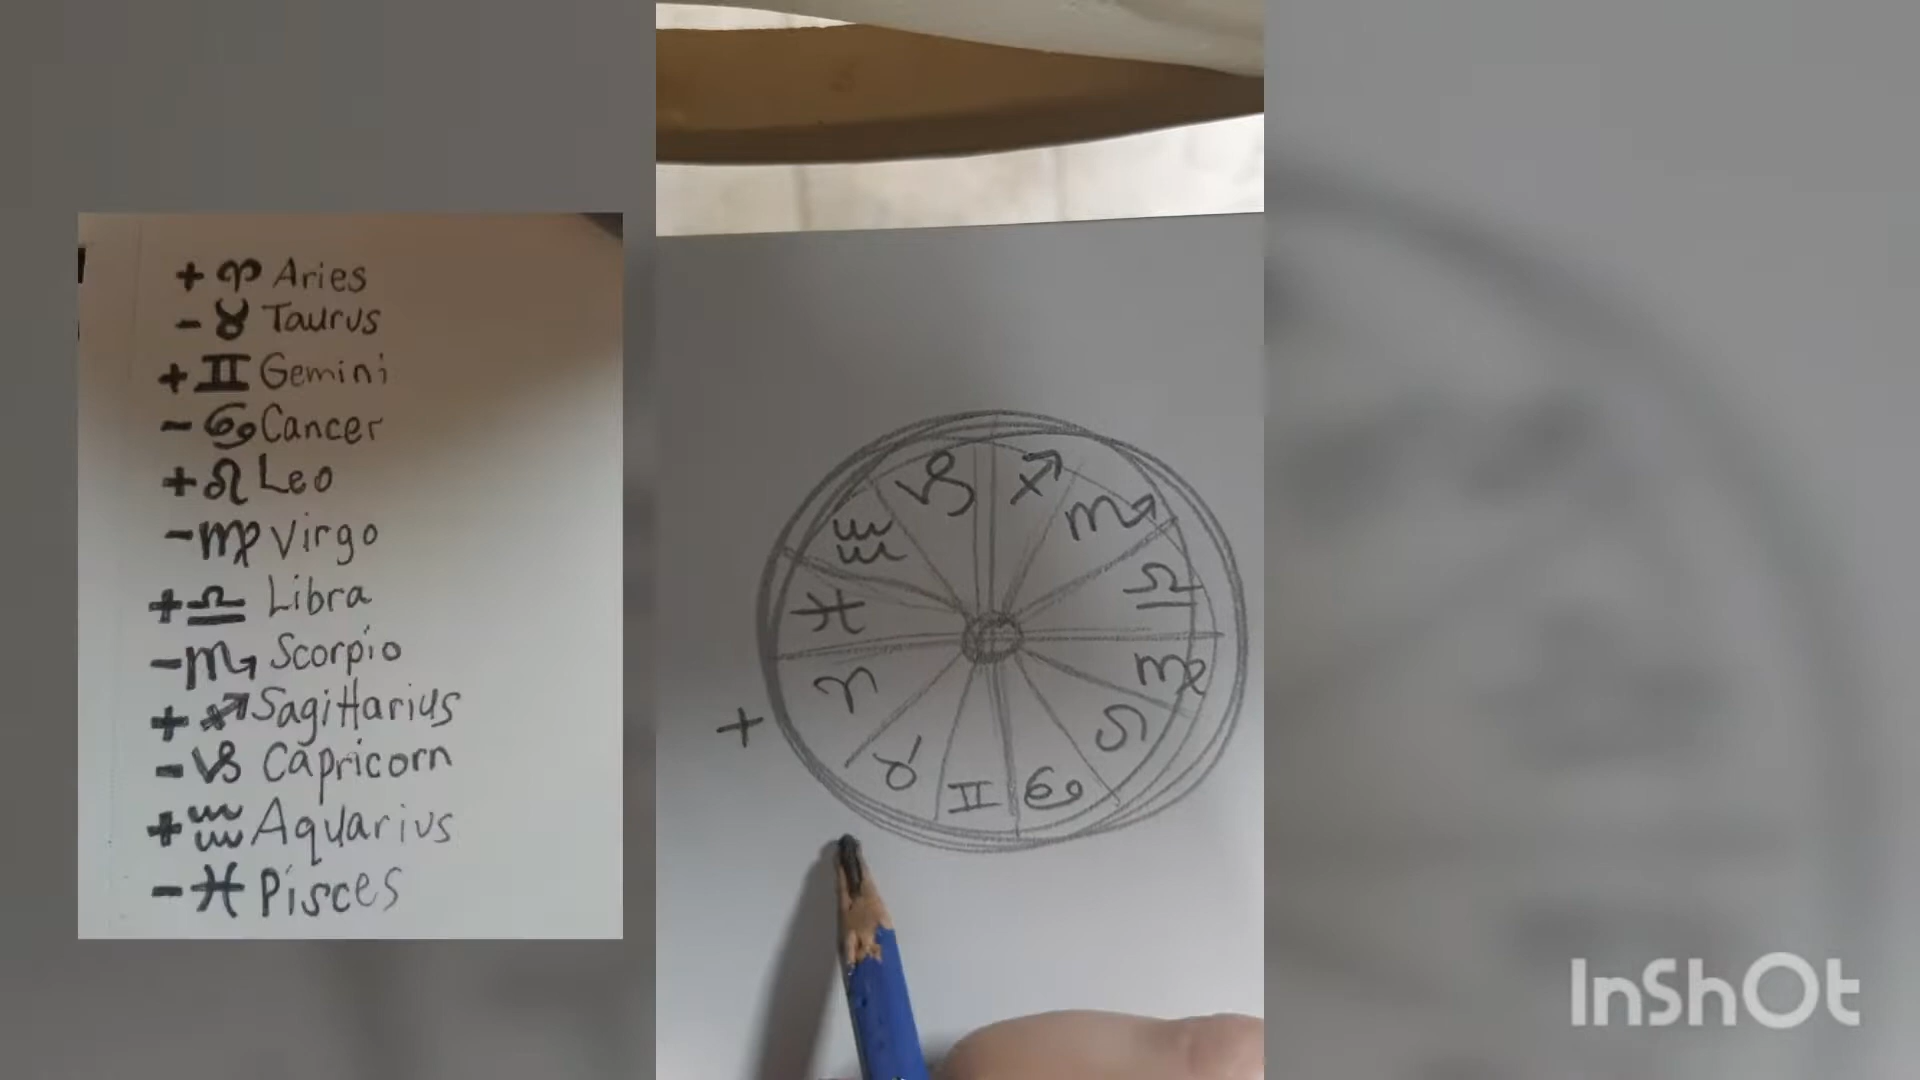 + ♈ Aries
- ♉ Taurus
+ ♊ Gemini
- ♋ Cancer
+ ♌ Leo
- ♍ Virgo
+ ♎ Libra
- ♏ Scorpio
+ ♐ Sagittarius
- ♑ Capricorn
+ ♒ Aquarius
- ♓ Pisces
♑ ♐
♒ ♏
♓ ♎
♈ ♍
+
♉ ♊ ♋ ♌
InShOt